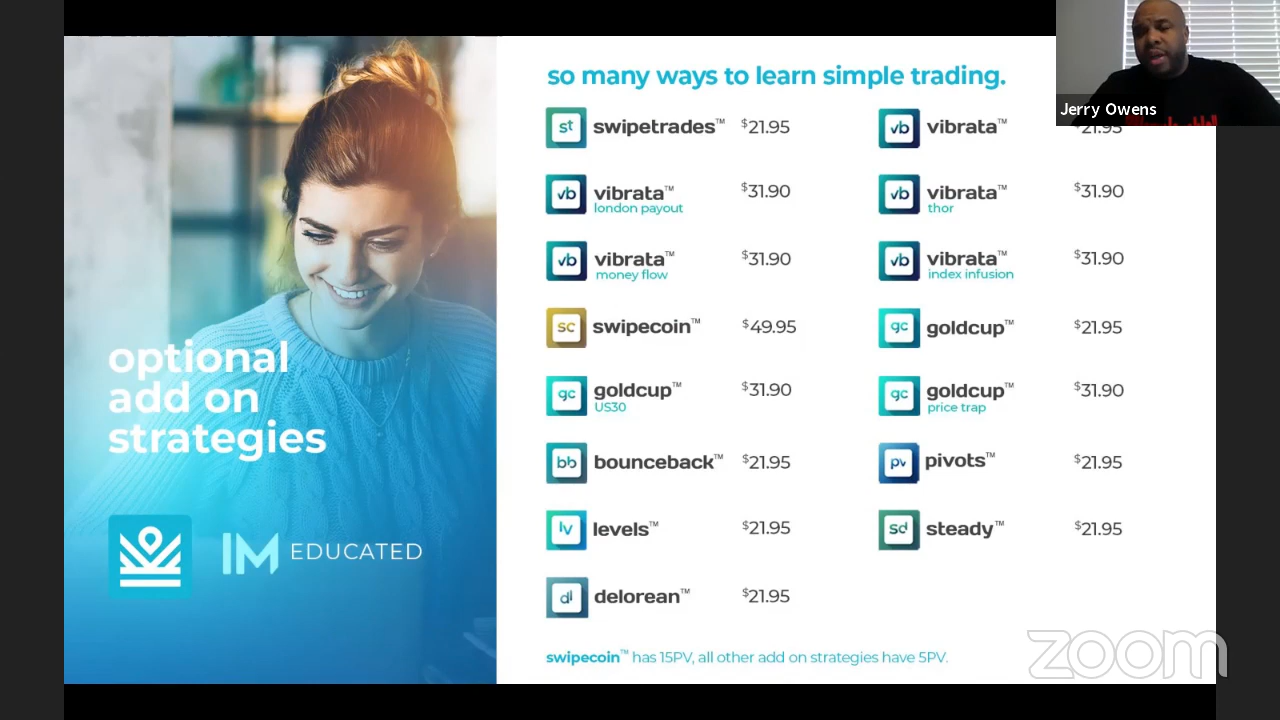 so many ways to learn simple trading.
Jerry Owens
st swipetrades™ $21.95
vb vibrata™ $21.95
vb vibrata™ $31.90
london payout
vb vibrata™ $31.90
thor
vb vibrata™ $31.90
money flow
vb vibrata™ $31.90
index infusion
sc swipecoin™ $49.95
gc goldcup™ $21.95
optional
add on
strategies
gc goldcup™ $31.90
US30
gc goldcup™ $31.90
price trap
bb bounceback™ $21.95
pv pivots™ $21.95
lv levels™ $21.95
sd steady™ $21.95
IM EDUCATED
dl delorean™ $21.95
swipecoin™ has 15PV, all other add on strategies have 5PV.
zoom